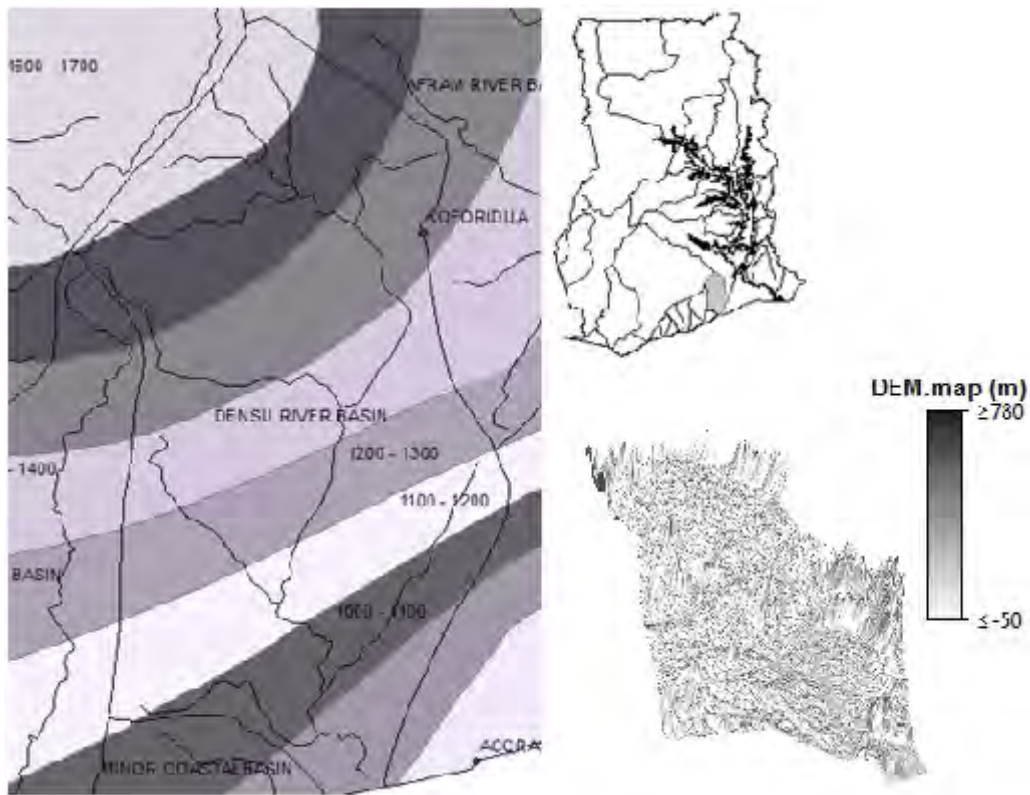 1600 - 1700
AFRAM RIVER BA
KOFORIDUA
DENSU RIVER BASIN
- 1400
1200 - 1300
1100 - 1200
BASIN
1000 - 1100
MINOR COASTAL BASIN
ACCRA
DEM.map (m)
≥780
≤-50